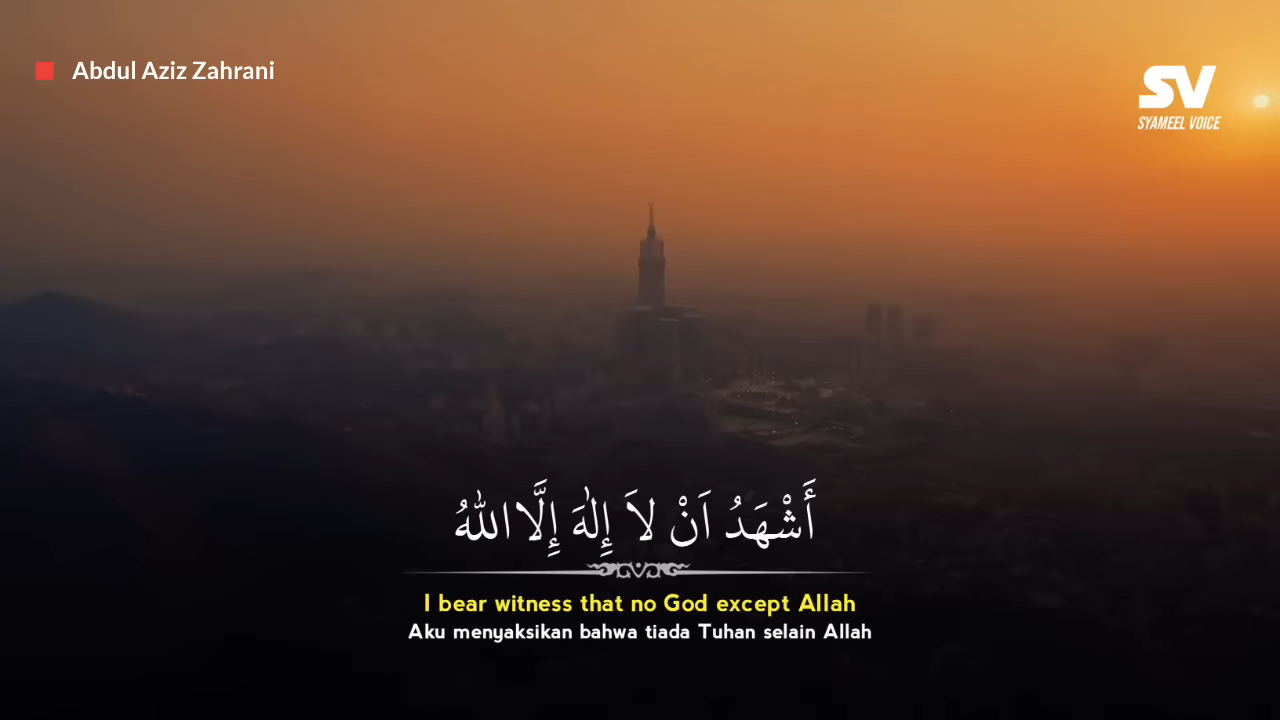 Abdul Aziz Zahrani
SV
SYAMEEL VOICE
أَشْهَدُ اَنْ لاَ إِلٰهَ إِلَّا اللّٰهُ
I bear witness that no God except Allah
Aku menyaksikan bahwa tiada Tuhan selain Allah